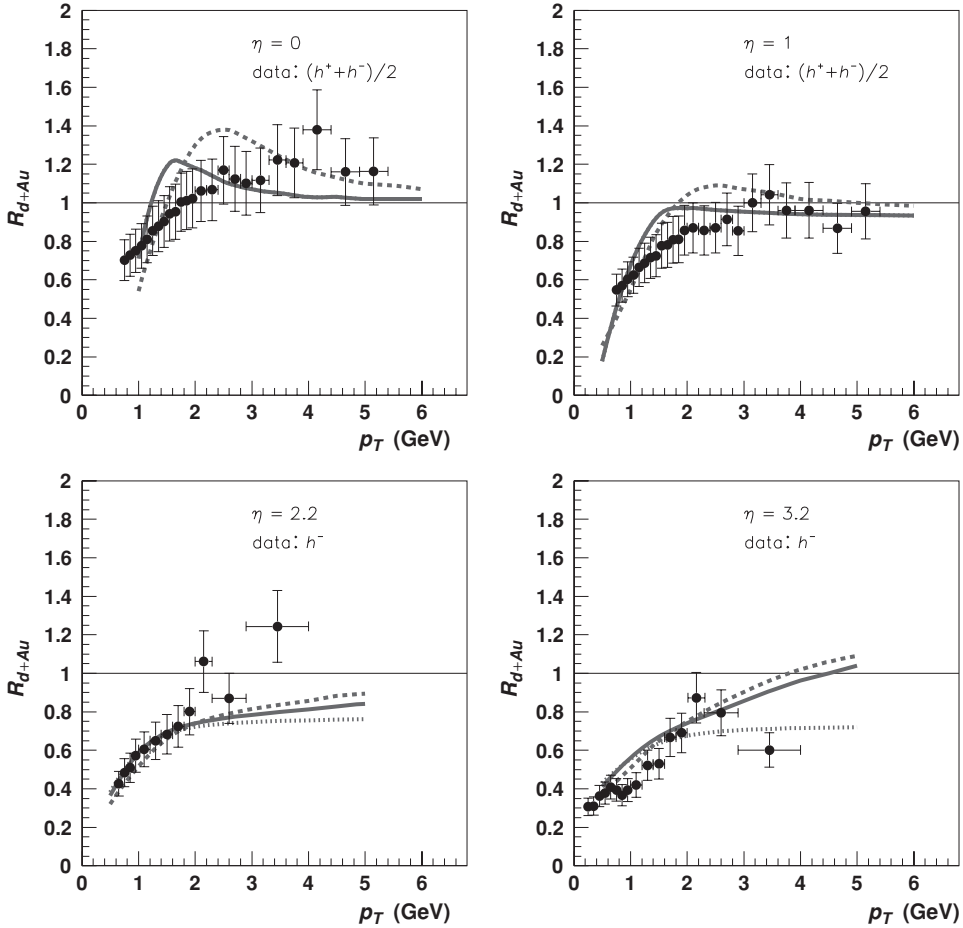 R_{d+Au}
2
1.8
1.6
1.4
1.2
1
0.8
0.6
0.4
0.2
0
η = 0
data: (h⁺+h⁻)/2
0 1 2 3 4 5 6
p_T (GeV)
R_{d+Au}
2
1.8
1.6
1.4
1.2
1
0.8
0.6
0.4
0.2
0
η = 1
data: (h⁺+h⁻)/2
0 1 2 3 4 5 6
p_T (GeV)
R_{d+Au}
2
1.8
1.6
1.4
1.2
1
0.8
0.6
0.4
0.2
0
η = 2.2
data: h⁻
0 1 2 3 4 5 6
p_T (GeV)
R_{d+Au}
2
1.8
1.6
1.4
1.2
1
0.8
0.6
0.4
0.2
0
η = 3.2
data: h⁻
0 1 2 3 4 5 6
p_T (GeV)